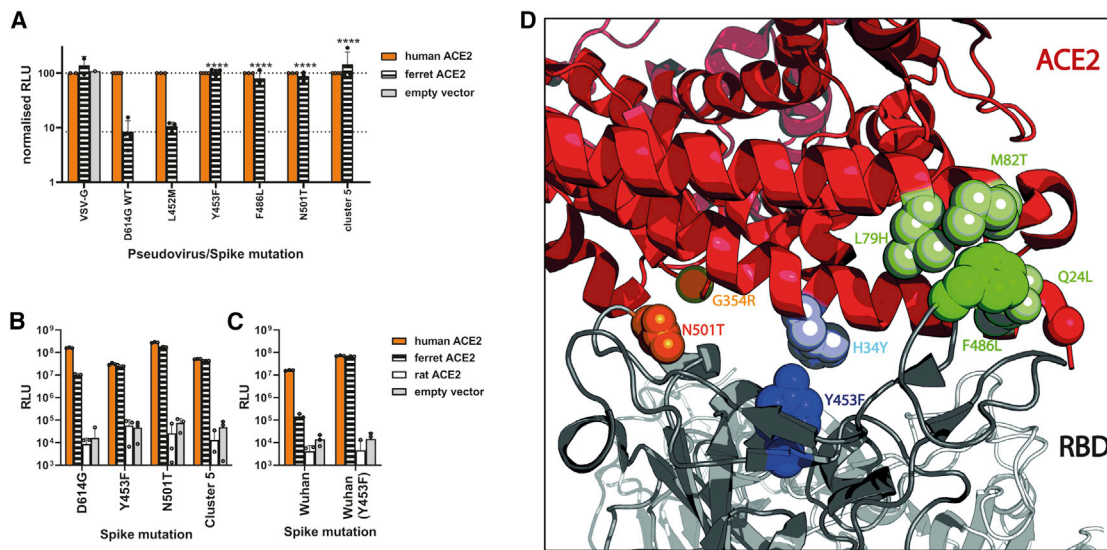 A
normalised RLU
100
10
1
****
****
****
****
VSV-G
D614G WT
L452M
Y453F
F486L
N501T
cluster 5
Pseudovirus/Spike mutation
human ACE2
ferret ACE2
empty vector
B
RLU
10⁹
10⁸
10⁷
10⁶
10⁵
10⁴
10³
D614G
Y453F
N501T
Cluster 5
Spike mutation
C
RLU
10⁹
10⁸
10⁷
10⁶
10⁵
10⁴
10³
Wuhan
Wuhan
(Y453F)
Spike mutation
human ACE2
ferret ACE2
rat ACE2
empty vector
D
ACE2
M82T
L79H
Q24L
G354R
N501T
H34Y
F486L
Y453F
RBD